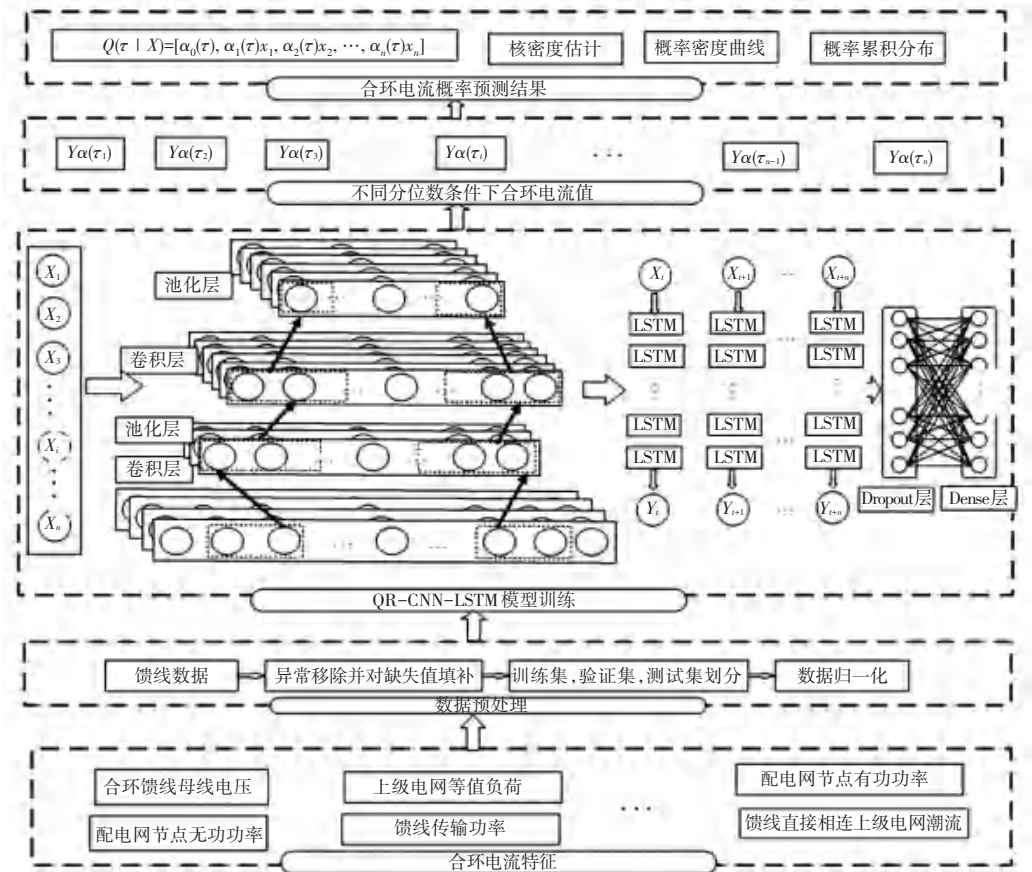 Q(τ | X)=[α₀(τ), α₁(τ)x₁, α₂(τ)x₂, ⋯, αₙ(τ)xₙ]
核密度估计
概率密度曲线
概率累积分布
合环电流概率预测结果
Yα(τ₁)
Yα(τ₂)
Yα(τ₃)
Yα(τᵢ)
...
Yα(τₙ₋₁)
Yα(τₙ)
不同分位数条件下合环电流值
X₁
X₂
X₃
Xᵢ
Xₙ
池化层
卷积层
池化层
卷积层
Xₜ
Xₜ₊₁
...
Xₜ₊ₙ
LSTM
LSTM
LSTM
LSTM
LSTM
LSTM
LSTM
LSTM
LSTM
LSTM
LSTM
LSTM
Yₜ
Yₜ₊₁
...
Yₜ₊ₙ
Dropout层
Dense层
QR-CNN-LSTM模型训练
馈线数据
异常移除并对缺失值填补
训练集,验证集,测试集划分
数据归一化
数据预处理
合环馈线母线电压
上级电网等值负荷
配电网节点有功功率
...
配电网节点无功功率
馈线传输功率
馈线直接相连上级电网潮流
合环电流特征